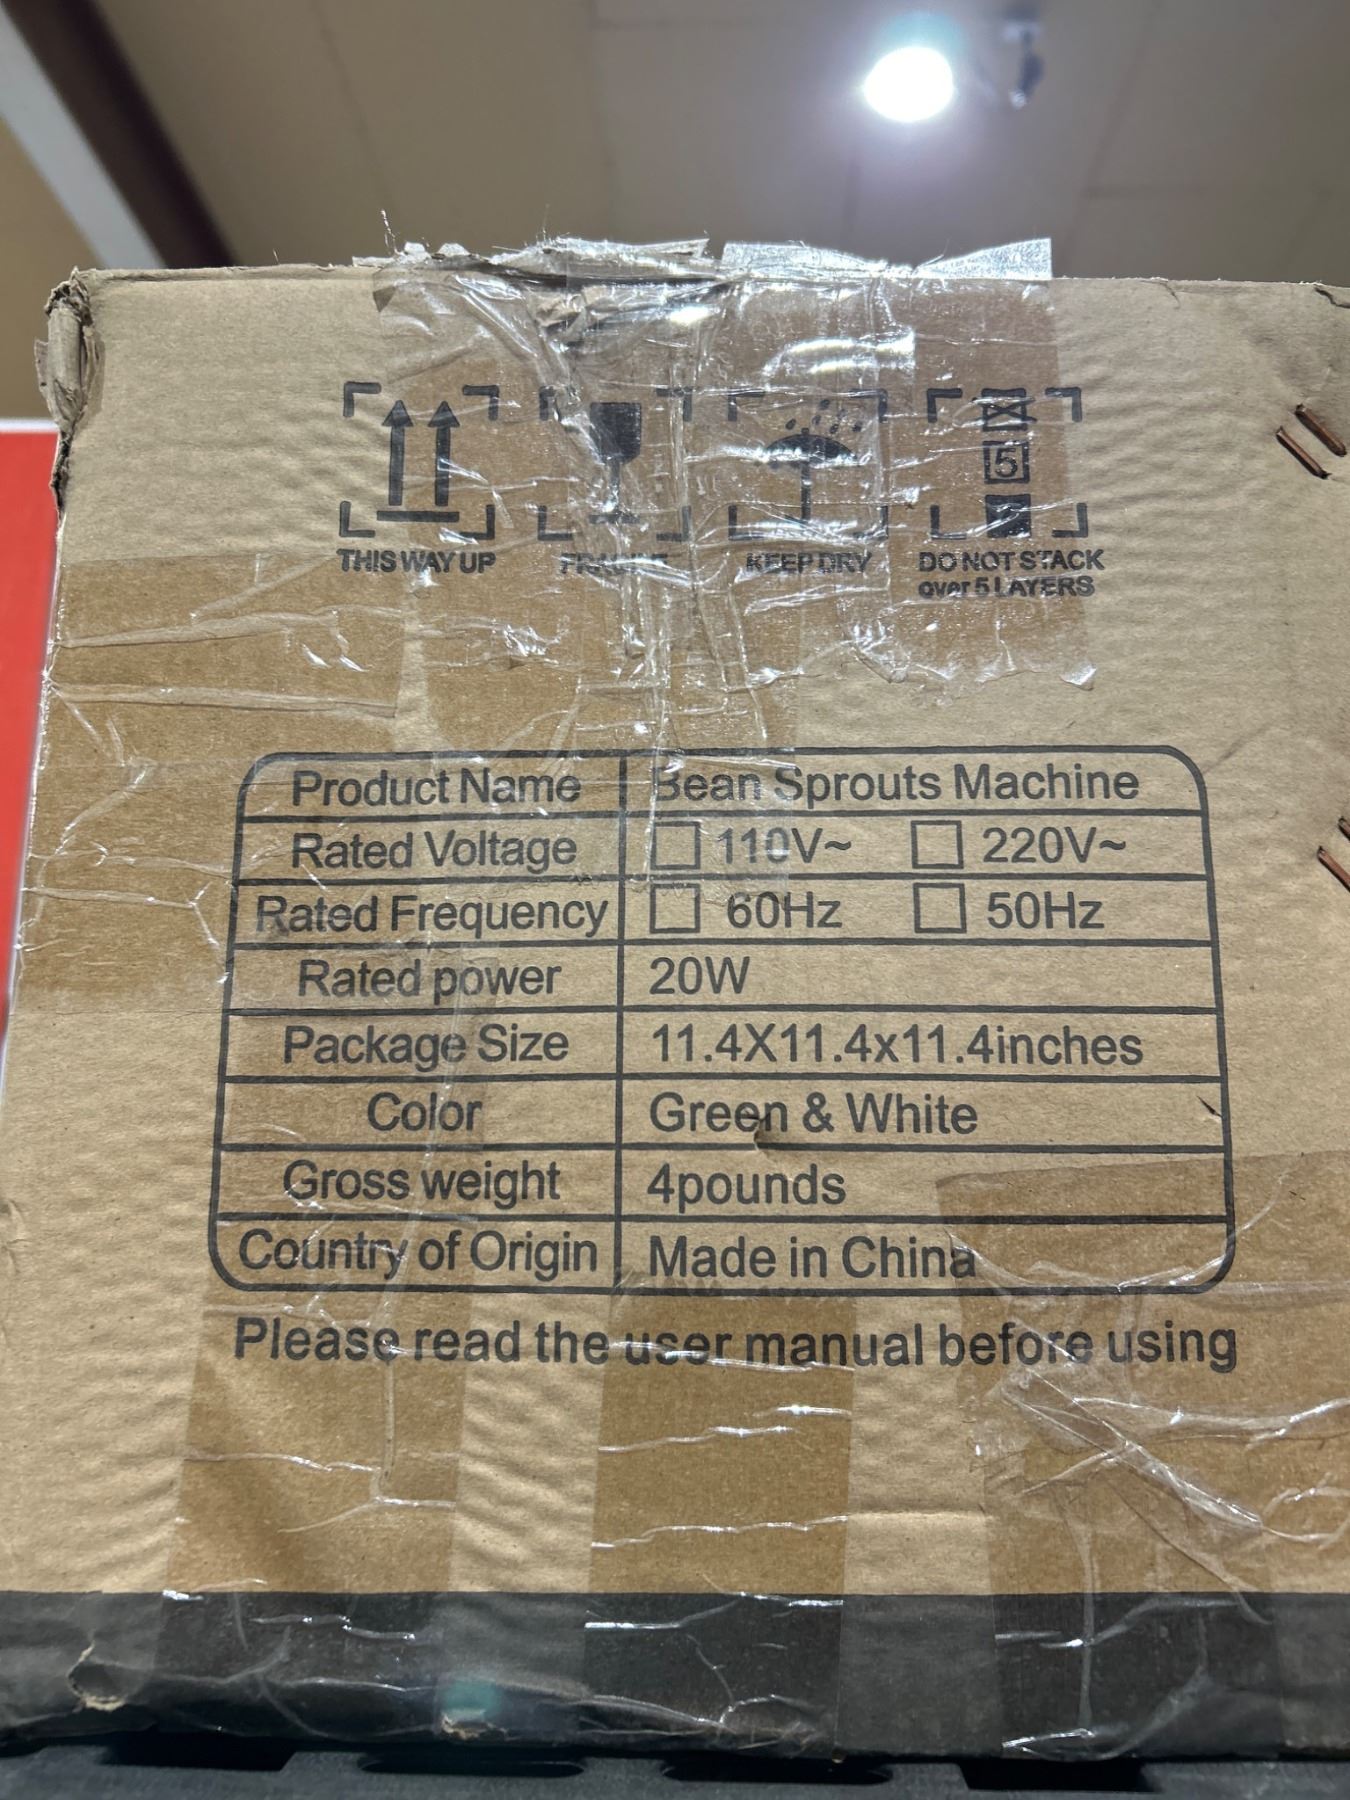 5
THIS WAY UP FRAGILE KEEP DRY DO NOT STACK
over 5 LAYERS
Product Name Bean Sprouts Machine
Rated Voltage 110V~ 220V~
Rated Frequency 60Hz 50Hz
Rated power 20W
Package Size 11.4X11.4x11.4inches
Color Green & White
Gross weight 4pounds
Country of Origin Made in China
Please read the user manual before using